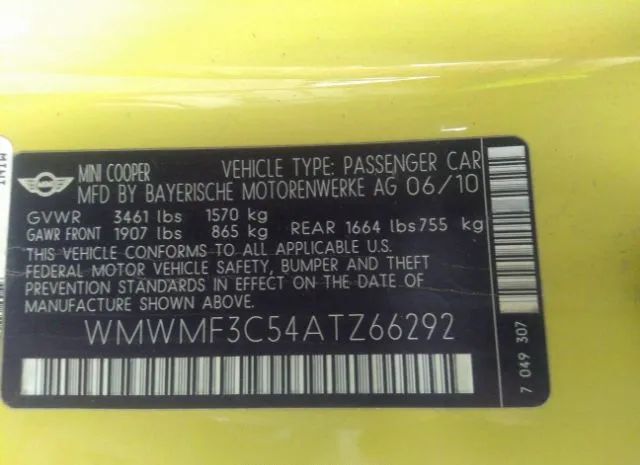 MINI
MINI COOPER VEHICLE TYPE: PASSENGER CAR
MFD BY BAYERISCHE MOTORENWERKE AG 06/10
GVWR 3461 lbs 1570 kg
GAWR FRONT 1907 lbs 865 kg REAR 1664 lbs 755 kg
THIS VEHICLE CONFORMS TO ALL APPLICABLE U.S.
FEDERAL MOTOR VEHICLE SAFETY, BUMPER AND THEFT
PREVENTION STANDARDS IN EFFECT ON THE DATE OF
MANUFACTURE SHOWN ABOVE.
WMWMF3C54ATZ66292
7 049 307